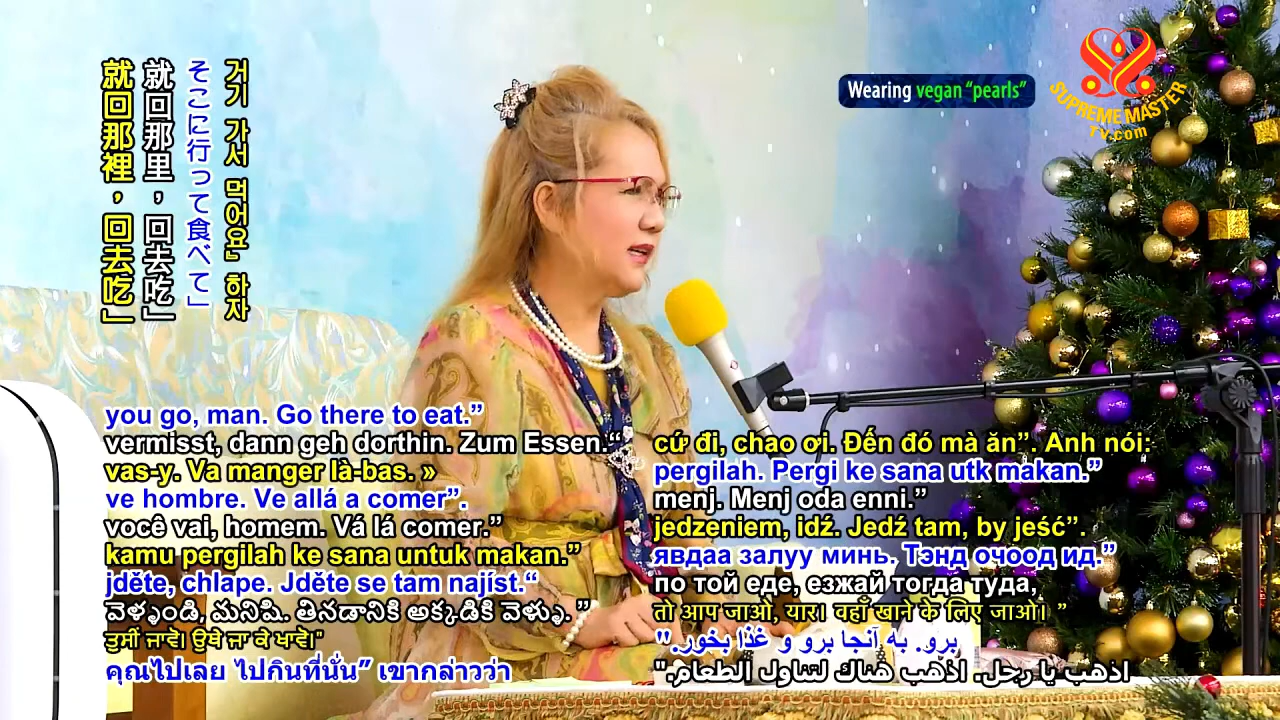 거기 가서 먹어요』 하자
そこに行って食べて」
就回那里，回去吃」
就回那裡，回去吃」
Wearing vegan “pearls”
SUPREME MASTER
TV.com
you go, man. Go there to eat.”
vermisst, dann geh dorthin. Zum Essen.“
vas-y. Va manger là-bas. »
ve hombre. Ve allá a comer”.
você vai, homem. Vá lá comer.”
kamu pergilah ke sana untuk makan.”
jděte, chlape. Jděte se tam najíst.“
వెళ్ళండి, మనిషి. తినడానికి అక్కడికి వెళ్ళు. ”
ਤੁਸੀਂ ਜਾਵੋ। ਉਥੇ ਜਾ ਕੇ ਖਾਵੋ।"
คุณไปเลย ไปกินที่นั่น” เขากล่าวว่า
cứ đi, chao ơi. Đến đó mà ăn”. Anh nói:
pergilah. Pergi ke sana utk makan.”
menj. Menj oda enni.”
jedzeniem, idź. Jedź tam, by jeść”.
явдаа залуу минь. Тэнд очоод ид.”
по той еде, езжай тогда туда,
तो आप जाओ, यार। वहाँ खाने के लिए जाओ। ”
برو. به آنجا برو و غذا بخور."
اذهب يا رجل. اذهب هناك لتناول الطعام."